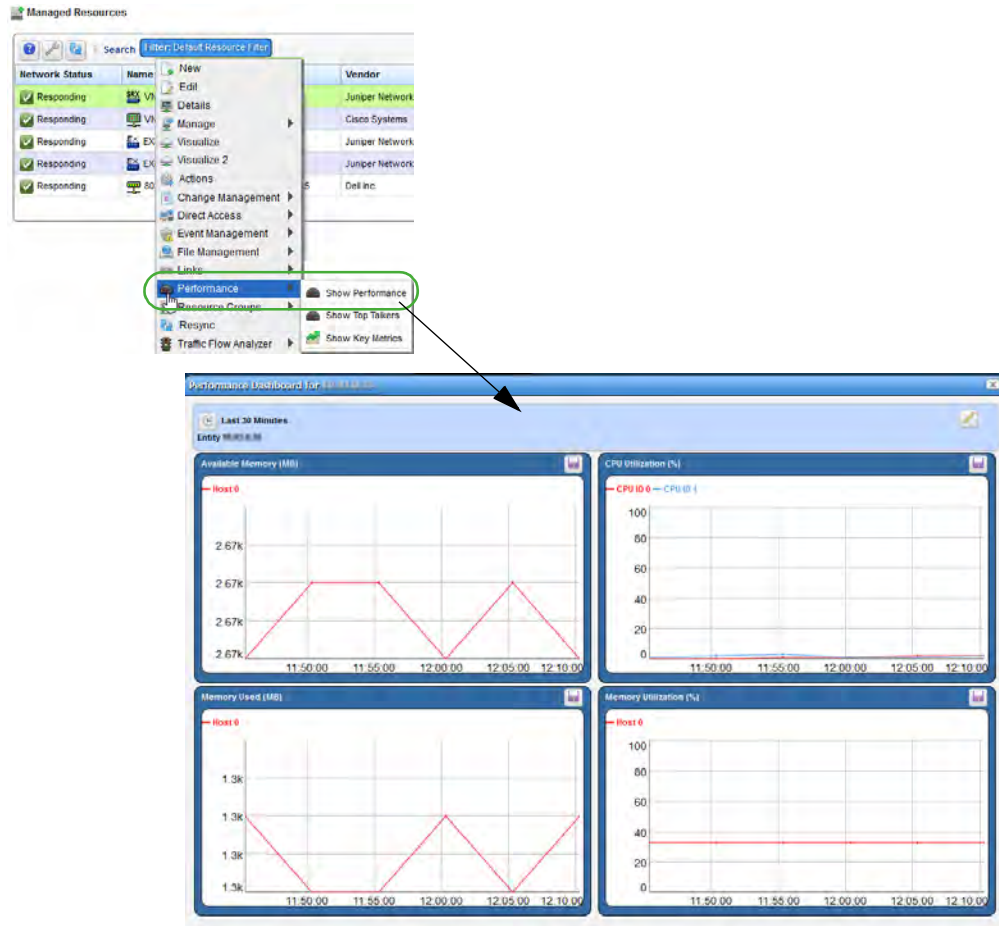 Managed Resources
Search Filter: Default Resource Filter
Network Status Name Vendor
Responding VN Juniper Network
Responding VN Cisco Systems
Responding EX Juniper Network
Responding EX Juniper Network
Responding 80 5 Dell Inc.
New
Edit
Details
Manage
Visualize
Visualize 2
Actions
Change Management
Direct Access
Event Management
File Management
Links
Performance
Resource Groups
Resync
Traffic Flow Analyzer
Show Performance
Show Top Talkers
Show Key Metrics
Performance Dashboard for
Last 30 Minutes
Entity
Available Memory (MB)
Host 0
2.67k
2.67k
2.67k
2.67k
11:50:00 11:55:00 12:00:00 12:05:00 12:10:00
CPU Utilization (%)
CPU ID 0 CPU ID 1
100
80
60
40
20
0
11:50:00 11:55:00 12:00:00 12:05:00 12:10:00
Memory Used (MB)
Host 0
1.3k
1.3k
1.3k
1.3k
11:50:00 11:55:00 12:00:00 12:05:00 12:10:00
Memory Utilization (%)
Host 0
100
80
60
40
20
0
11:50:00 11:55:00 12:00:00 12:05:00 12:10:00